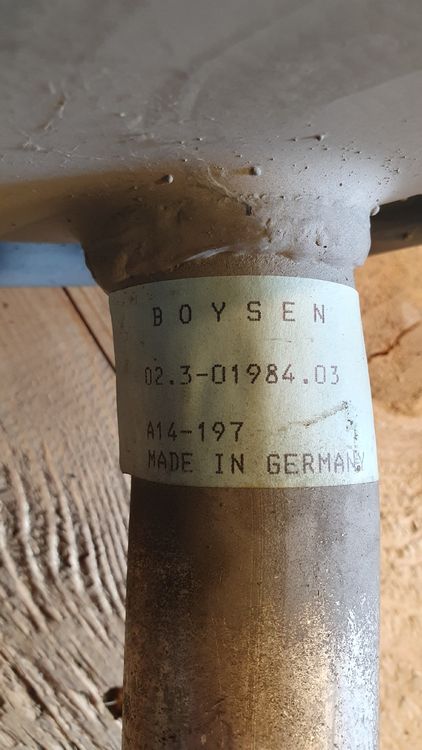 BOYSEN
02.3-01984.03
A14-197
MADE IN GERMANY